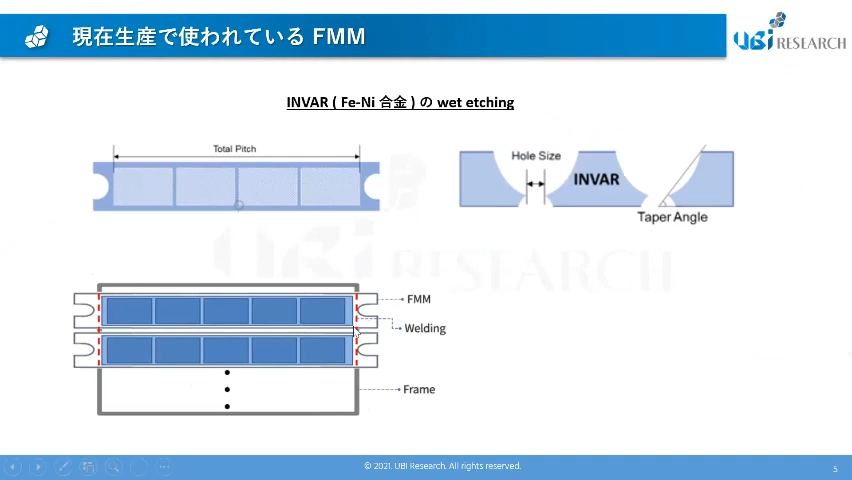 現在生産で使われている FMM
UBi RESEARCH
INVAR ( Fe-Ni 合金 ) の wet etching
Total Pitch
Hole Size
INVAR
Taper Angle
UBi RESEARCH
FMM
Welding
Frame
© 2021. UBI Research. All rights reserved.
5